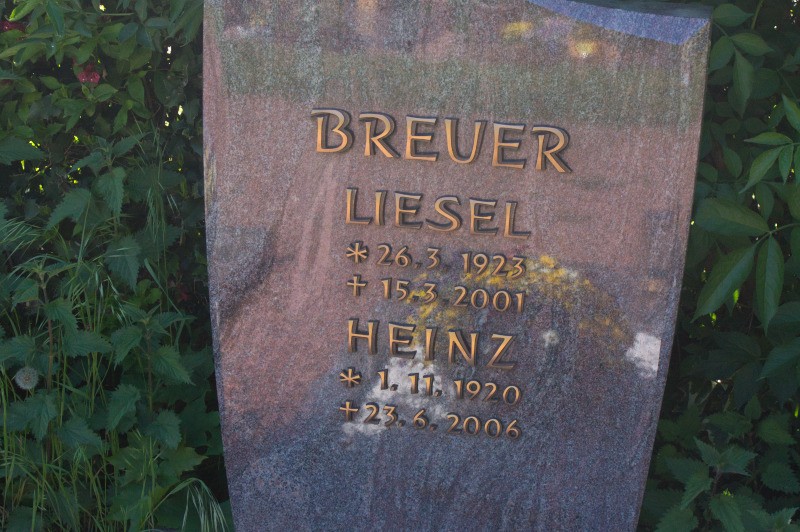 BREUER
LIESEL
* 26.3.1923
† 15.3.2001
HEINZ
* 1.11.1920
† 23.6.2006